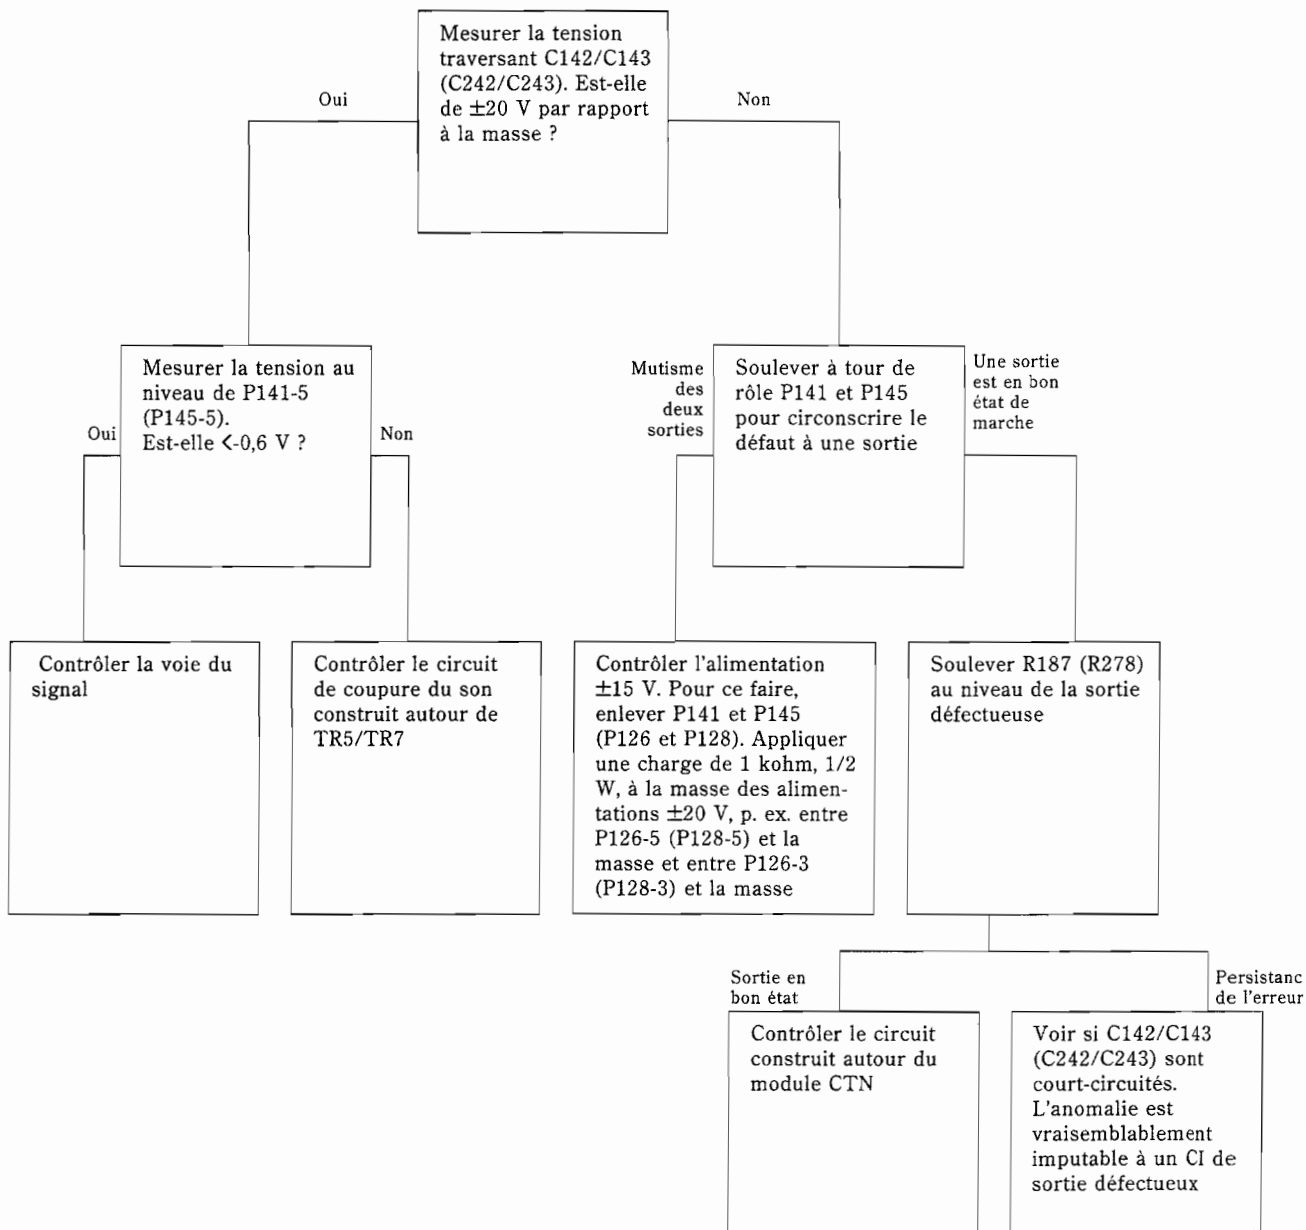 Mesurer la tension
traversant C142/C143
(C242/C243). Est-elle
de ±20 V par rapport
à la masse ?
Oui
Non
Mesurer la tension au
niveau de P141-5
(P145-5).
Est-elle <-0,6 V ?
Oui
Non
Mutisme
des
deux
sorties
Soulever à tour de
rôle P141 et P145
pour circonscrire le
défaut à une sortie
Une sortie
est en bon
état de
marche
Contrôler la voie du
signal
Contrôler le circuit
de coupure du son
construit autour de
TR5/TR7
Contrôler l'alimentation
±15 V. Pour ce faire,
enlever P141 et P145
(P126 et P128). Appliquer
une charge de 1 kohm, 1/2
W, à la masse des alimen-
tations ±20 V, p. ex. entre
P126-5 (P128-5) et la
masse et entre P126-3
(P128-3) et la masse
Soulever R187 (R278)
au niveau de la sortie
défectueuse
Sortie en
bon état
Persistanc
de l'erreur
Contrôler le circuit
construit autour du
module CTN
Voir si C142/C143
(C242/C243) sont
court-circuités.
L'anomalie est
vraisemblablement
imputable à un CI de
sortie défectueux